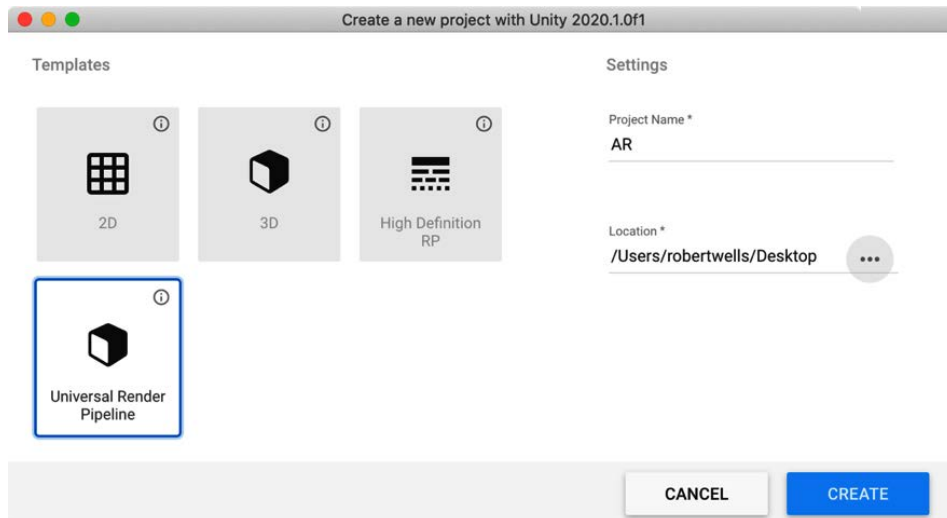 Create a new project with Unity 2020.1.0f1
Templates
Settings
2D
3D
High Definition
RP
Universal Render
Pipeline
Project Name *
AR
Location *
/Users/robertwells/Desktop
CANCEL
CREATE